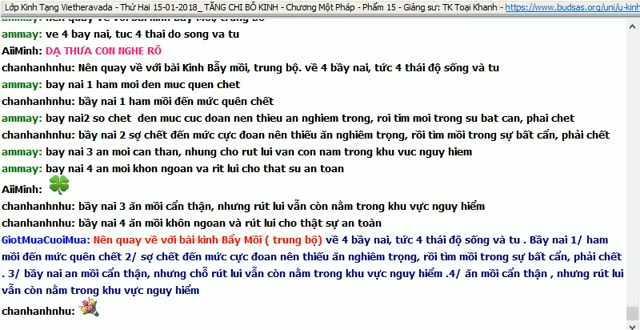 Lớp Kinh Tạng Vietheravada - Thứ Hai 15-01-2018_ TĂNG CHI BỘ KINH - Chương Một Pháp - Phẩm 15 - Giảng sư: TK Toại Khanh - https://www.budsas.org/uni/u-kinh
ammay: ve 4 bay nai, tuc 4 thai do song va tu
AiiMinh: DẠ THƯA CON NGHE RÕ
chanhanhnhu: Nên quay về với bài Kinh Bẫy mồi, trung bộ. về 4 bầy nai, tức 4 thái độ sống và tu
ammay: bay nai 1 ham moi den muc quen chet
chanhanhnhu: bầy nai 1 ham mồi đến mức quên chết
ammay: bay nai2 so chet den muc cuc doan nen thieu an nghiem trong, roi tim moi trong su bat can, phai chet
chanhanhnhu: bầy nai 2 sợ chết đến mức cực đoan nên thiếu ăn nghiêm trọng, rồi tìm mồi trong sự bất cẩn, phải chết
ammay: bay nai 3 an moi can than, nhung cho rut lui van con nam trong khu vuc nguy hiem
ammay: bay nai 4 an moi khon ngoan va rit lui cho that su an toan
AiiMinh:
chanhanhnhu: bầy nai 3 ăn mồi cẩn thận, nhưng rút lui vẫn còn nằm trong khu vực nguy hiểm
chanhanhnhu: bầy nai 4 ăn mồi khôn ngoan và rút lui cho thật sự an toàn
GiotMuaCuoiMua: Nên quay về với bài kinh Bẩy Mồi ( trung bộ) về 4 bầy nai, tức 4 thái độ sống và tu . Bầy nai 1/ ham
mồi đến mức quên chết 2/ sợ chết đến mức cực đoan nên thiếu ăn nghiêm trọng, rồi tìm mồi trong sự bất cẩn, phải chết
. 3/ bầy nai an mồi cẩn thận, nhưng chỗ rút lui vẫn còn nằm trong khu vực nguy hiểm .4/ ăn mồi cẩn thận , nhưng rút lui
vẫn còn nằm trong khu vực nguy hiểm
chanhanhnhu: